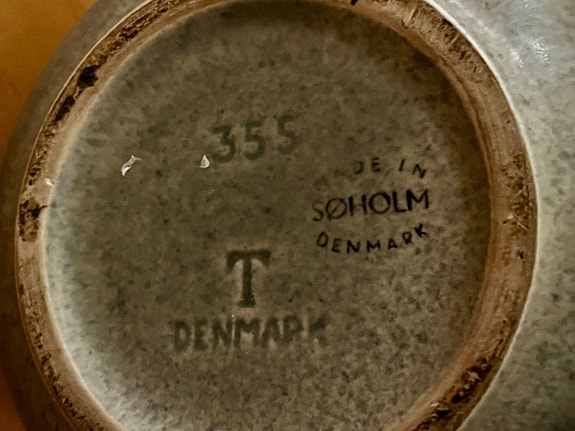 355
MADE IN
SØHOLM
DENMARK
T
DENMARK